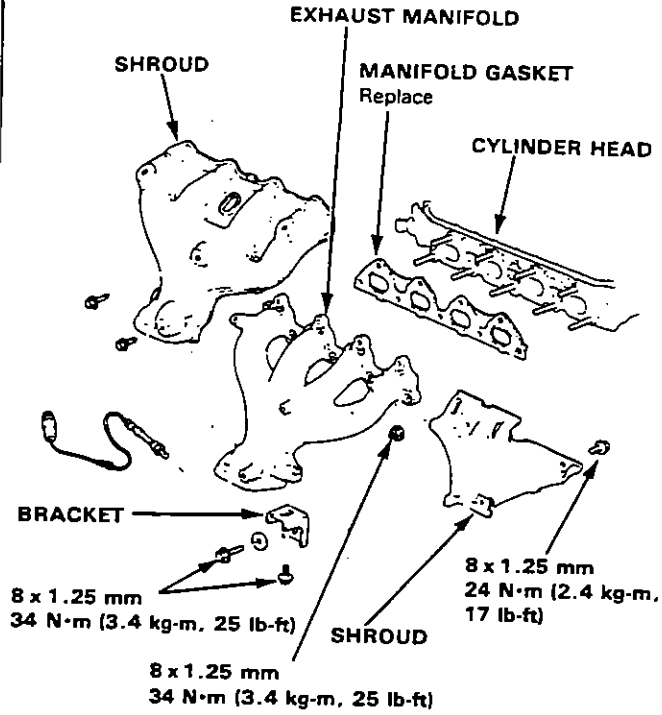 EXHAUST MANIFOLD
SHROUD
MANIFOLD GASKET
Replace
CYLINDER HEAD
BRACKET
8 x 1.25 mm
34 N·m (3.4 kg-m, 25 lb-ft)
8 x 1.25 mm
24 N·m (2.4 kg-m,
17 lb-ft)
SHROUD
8 x 1.25 mm
34 N·m (3.4 kg-m, 25 lb-ft)